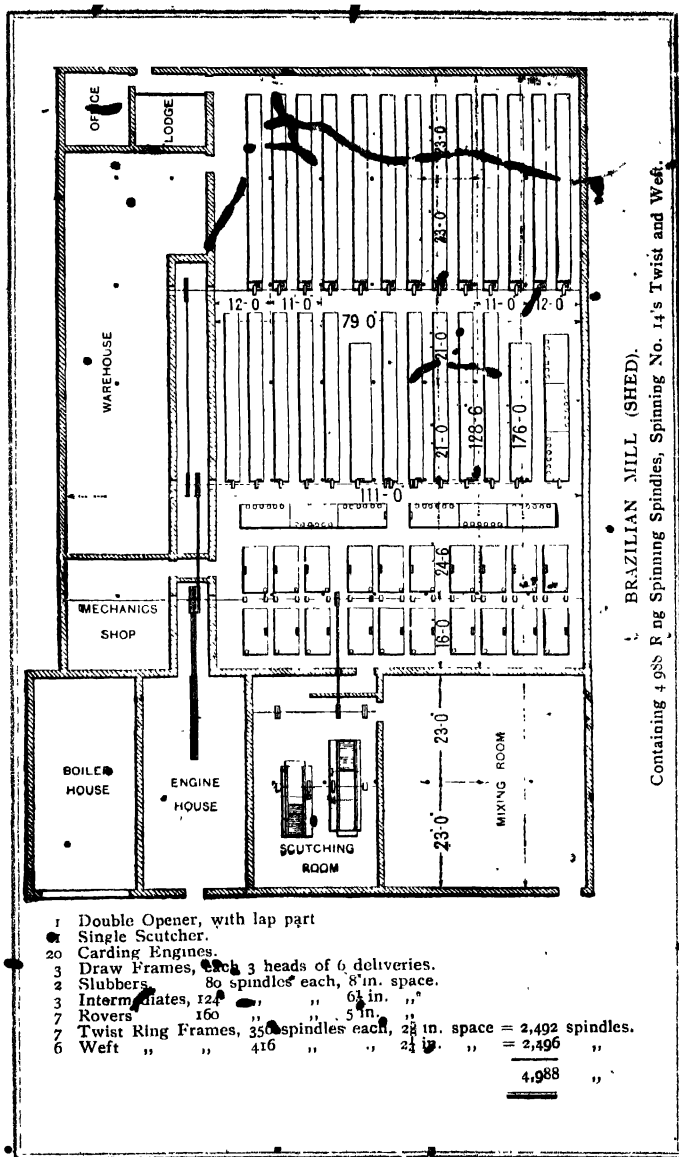 OFFICE
LODGE
WAREHOUSE
MECHANICS
SHOP
BOILER
HOUSE
ENGINE
HOUSE
SCUTCHING
ROOM
MIXING ROOM
23-0
23-0
12-0
11-0
11-0
12-0
79 0
21-0
21-0
128-6
176-0
111-0
24-6
16-0
23-0
23-0
BRAZILIAN MILL (SHED).
Containing 4 988 R ng Spinning Spindles, Spinning No. 14's Twist and Weft.
1 Double Opener, with lap part
1 Single Scutcher.
20 Carding Engines.
3 Draw Frames, each 3 heads of 6 deliveries.
2 Slubbers, 80 spindles each, 8 in. space.
3 Intermediates, 124 ,, ,, 6½ in. ,,
7 Rovers 160 ,, ,, 5 in. ,,
7 Twist Ring Frames, 356 spindles each, in. space = 2,492 spindles.
6 Weft ,, ,, 416 ,, ., in. ,, = 2,496 ,,
4,988 ,,